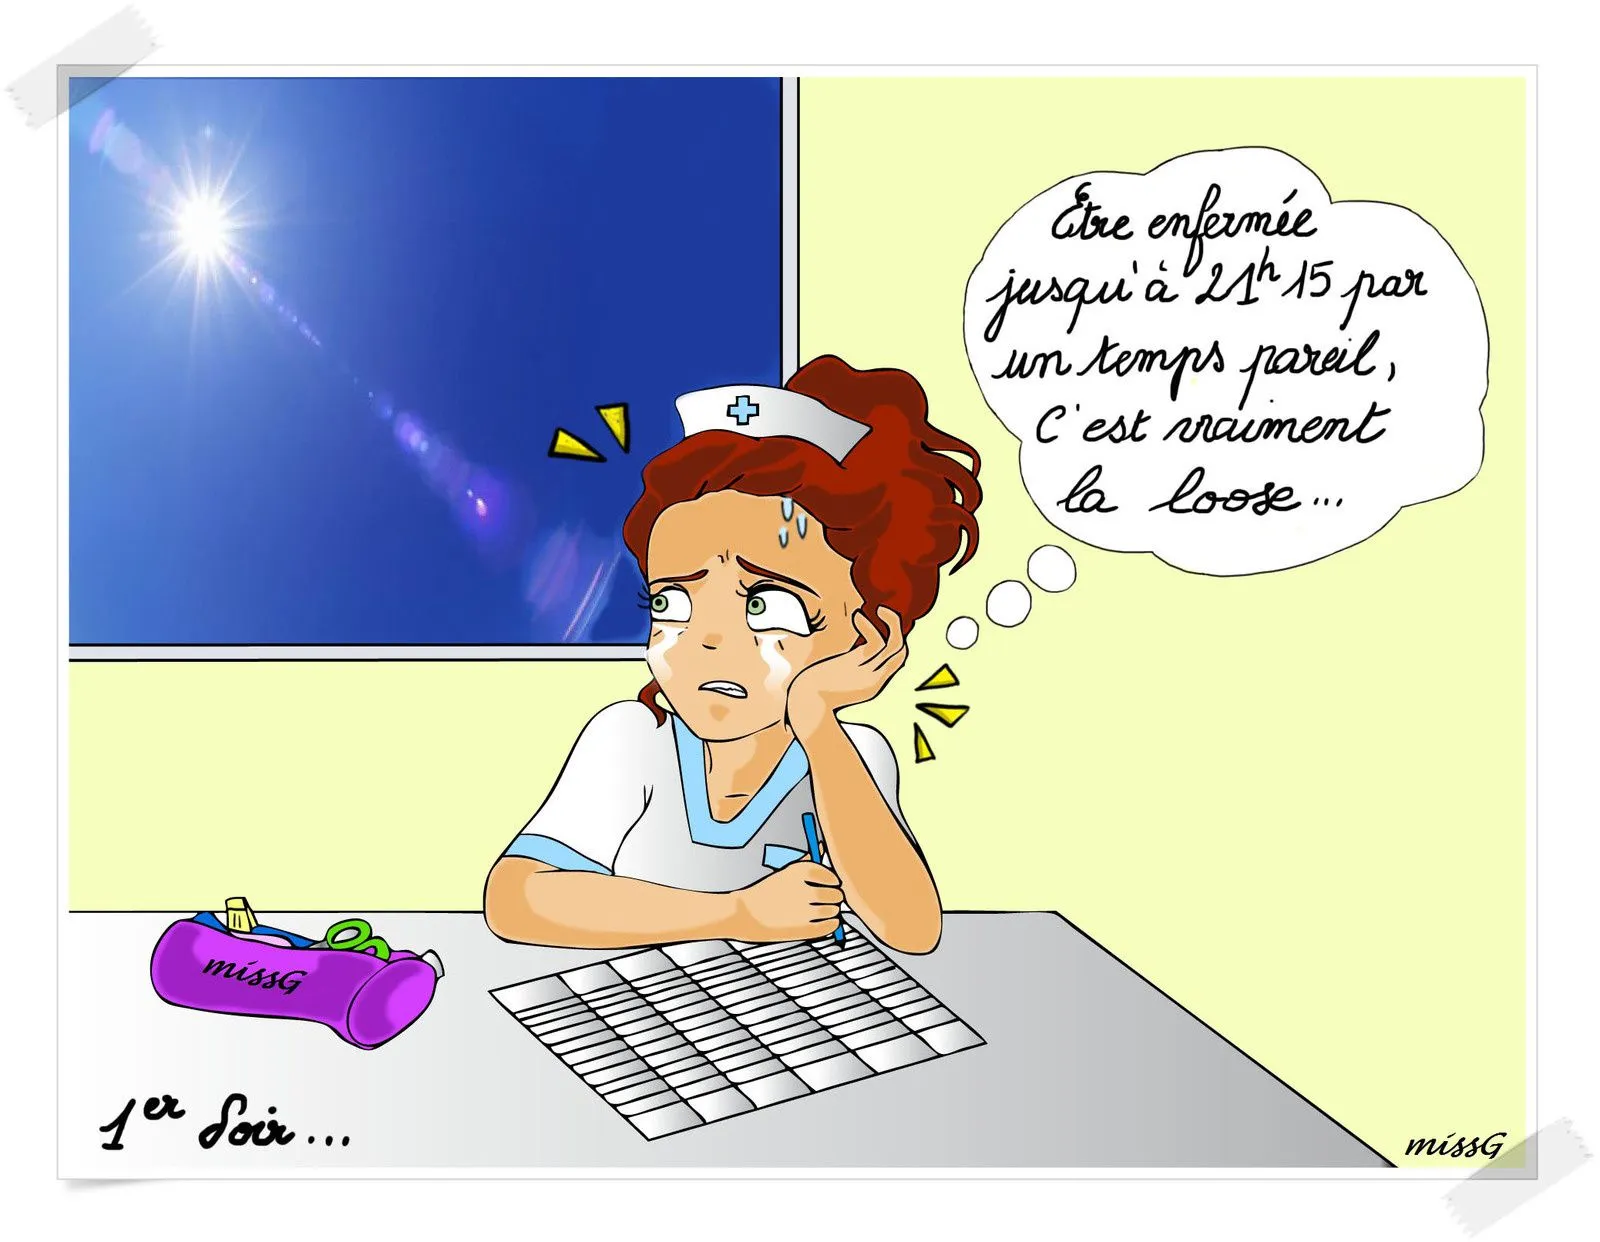 Être enfermée
jusqu'à 21h15 par
un temps pareil,
C'est vraiment
la loose...
missG
1er Soir...
missG